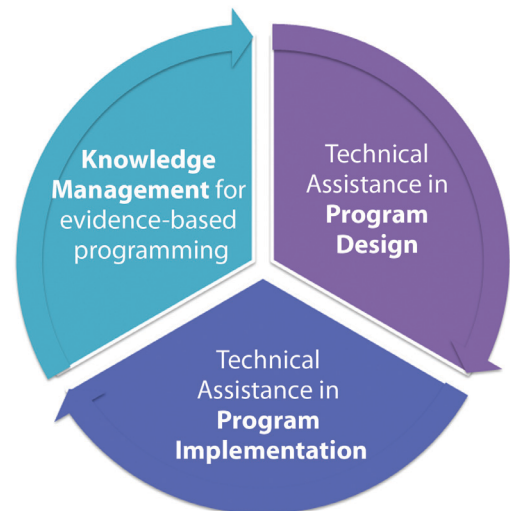 Knowledge
Management for
evidence-based
programming
Technical
Assistance in
Program
Design
Technical
Assistance in
Program
Implementation